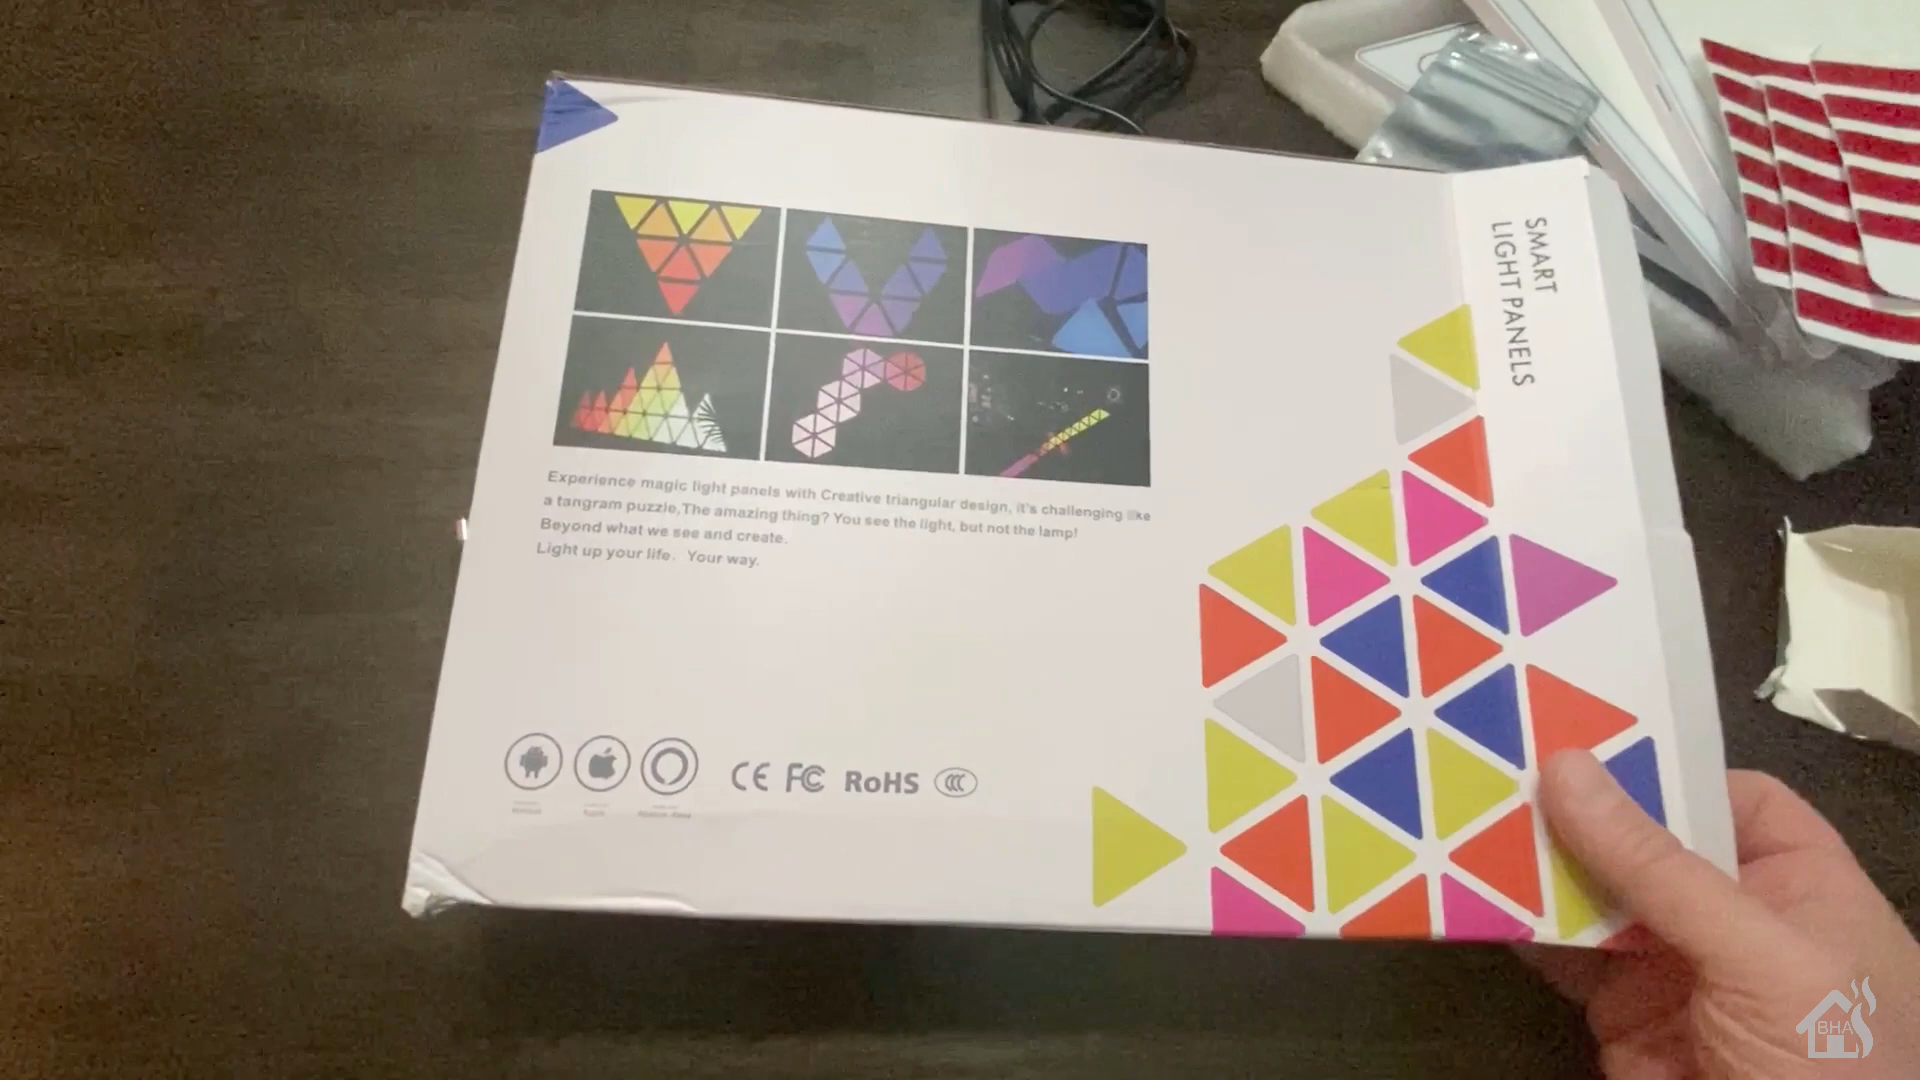 SMART
LIGHT PANELS
Experience magic light panels with Creative triangular design, it's challenging
a tangram puzzle,The amazing thing? You see the light, but not the lamp!
Beyond what we see and create.
Light up your life. Your way.
CE FC RoHS CCC
BHA